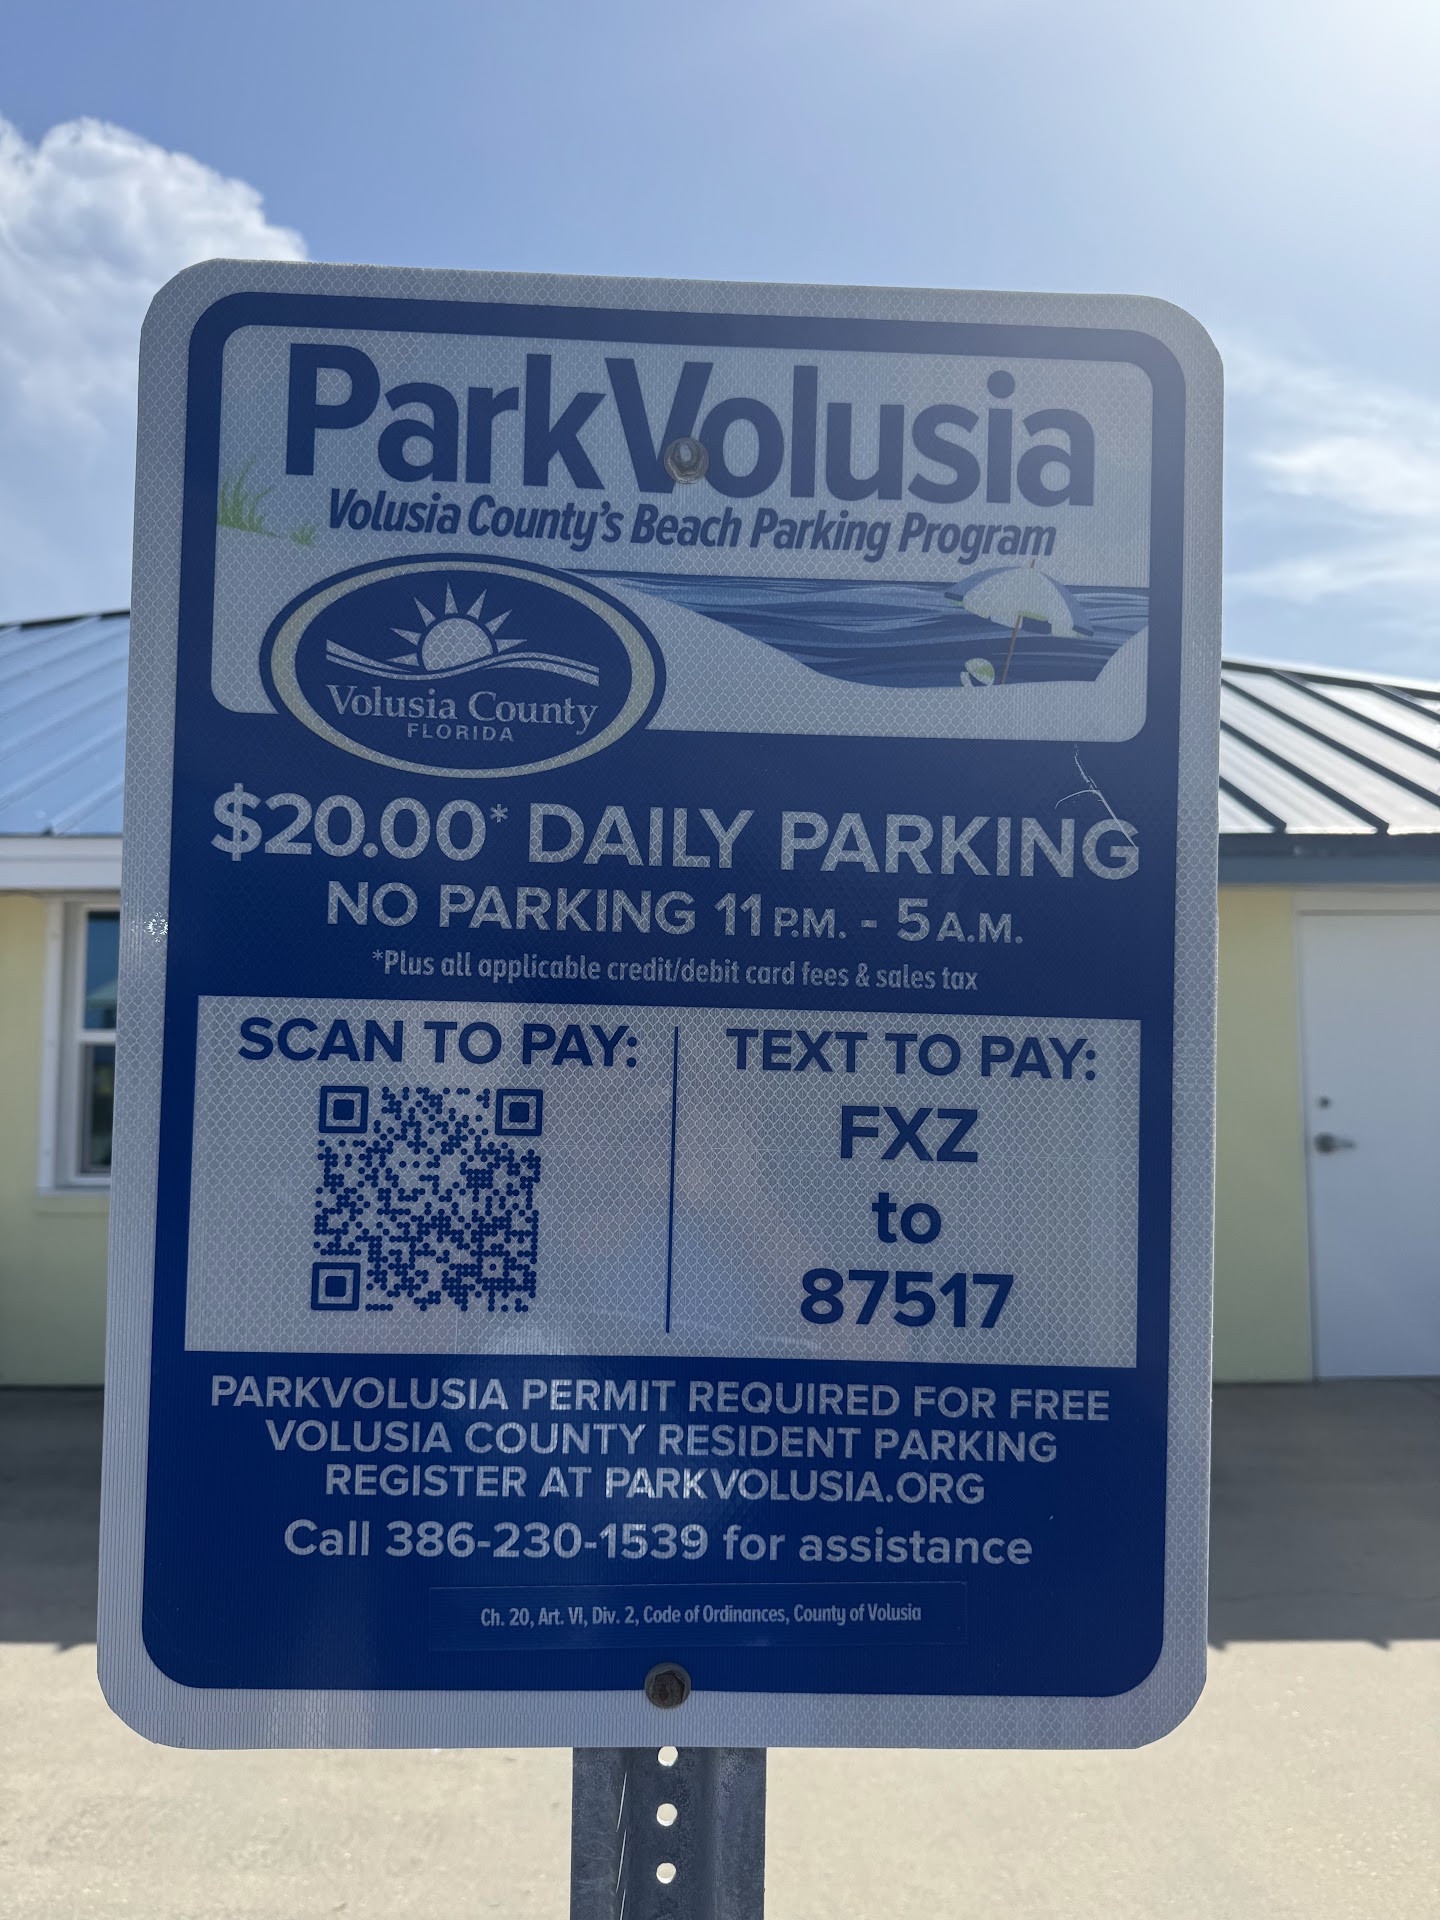 ParkVolusia
Volusia County's Beach Parking Program
Volusia County
FLORIDA
$20.00* DAILY PARKING
NO PARKING 11 P.M. - 5 A.M.
*Plus all applicable credit/debit card fees & sales tax
SCAN TO PAY:
TEXT TO PAY:
FXZ
to
87517
PARKVOLUSIA PERMIT REQUIRED FOR FREE
VOLUSIA COUNTY RESIDENT PARKING
REGISTER AT PARKVOLUSIA.ORG
Call 386-230-1539 for assistance
Ch. 20, Art. VI, Div. 2, Code of Ordinances, County of Volusia